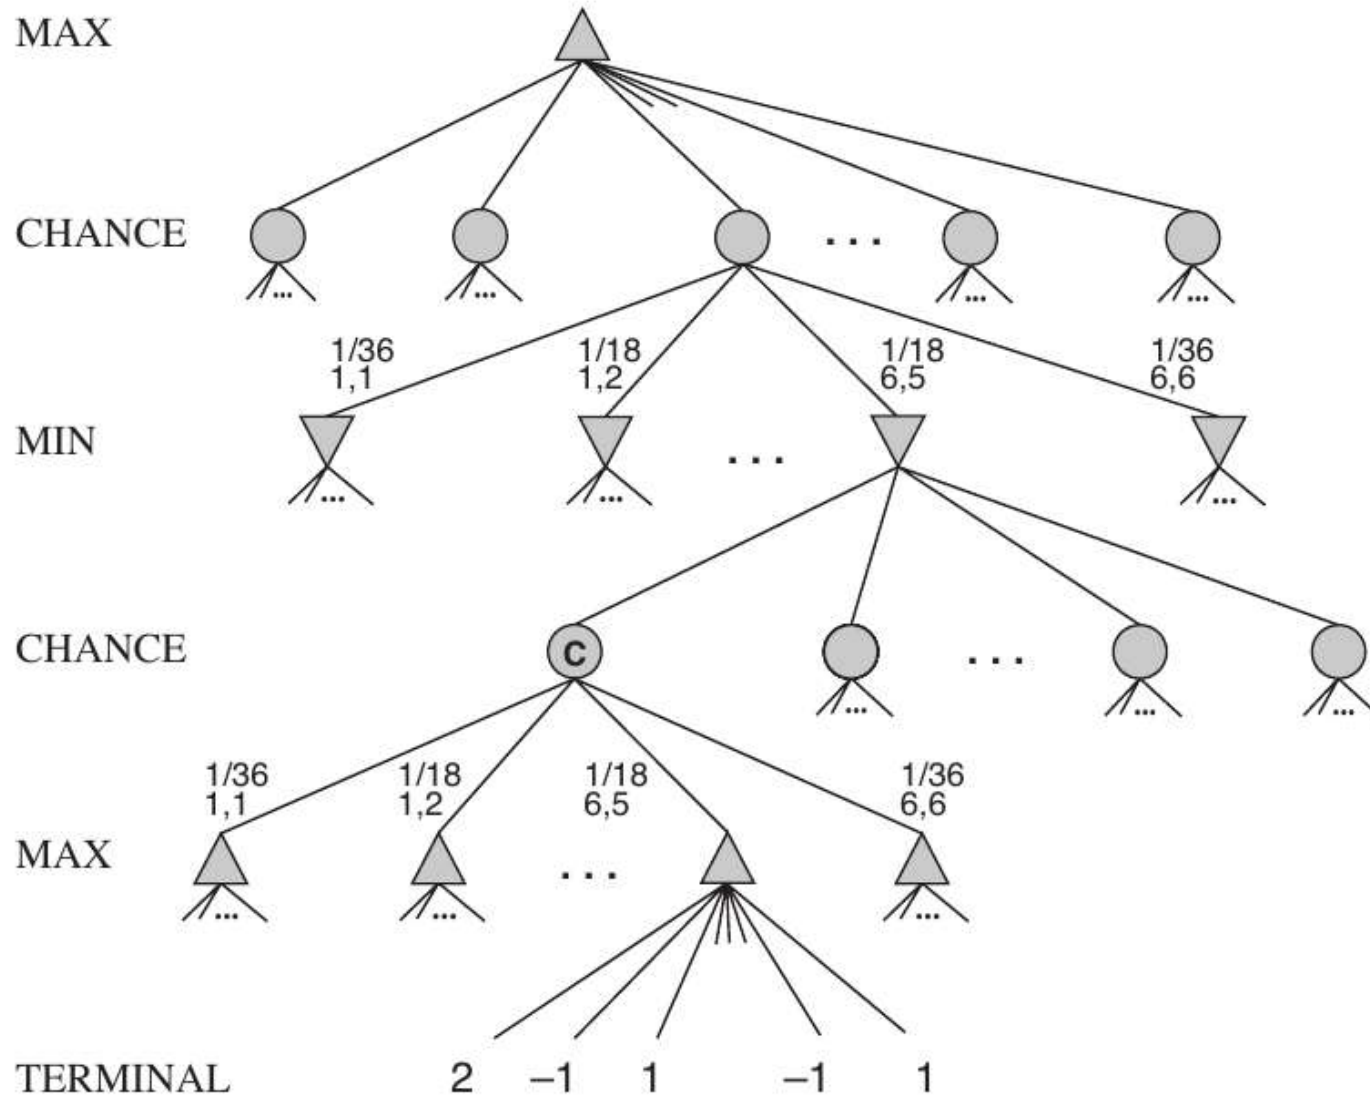 MAX
CHANCE
... ... ... ... ...
1/36 1/18 1/18 1/36
1,1 1,2 6,5 6,6
MIN
... ... ... ...
CHANCE C ...
... ... ...
1/36 1/18 1/18 1/36
1,1 1,2 6,5 6,6
MAX ...
... ... ...
TERMINAL 2 –1 1 –1 1